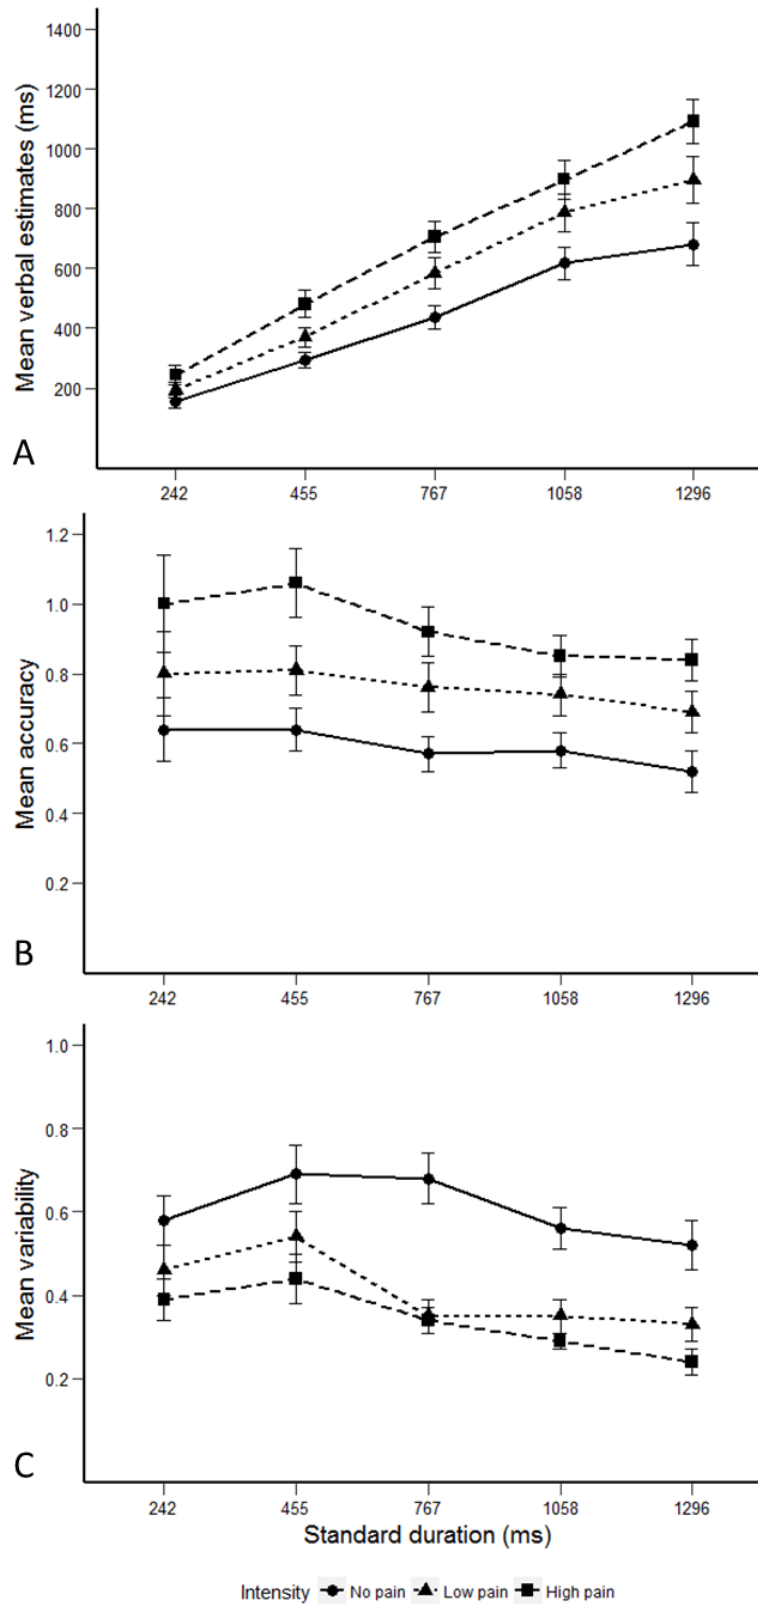 Mean verbal estimates (ms)
1400
1200
1000
800
600
400
200
A
242 455 767 1058 1296
Mean accuracy
1.2
1.0
0.8
0.6
0.4
0.2
B
242 455 767 1058 1296
Mean variability
1.0
0.8
0.6
0.4
0.2
C
242 455 767 1058 1296
Standard duration (ms)
Intensity No pain Low pain High pain